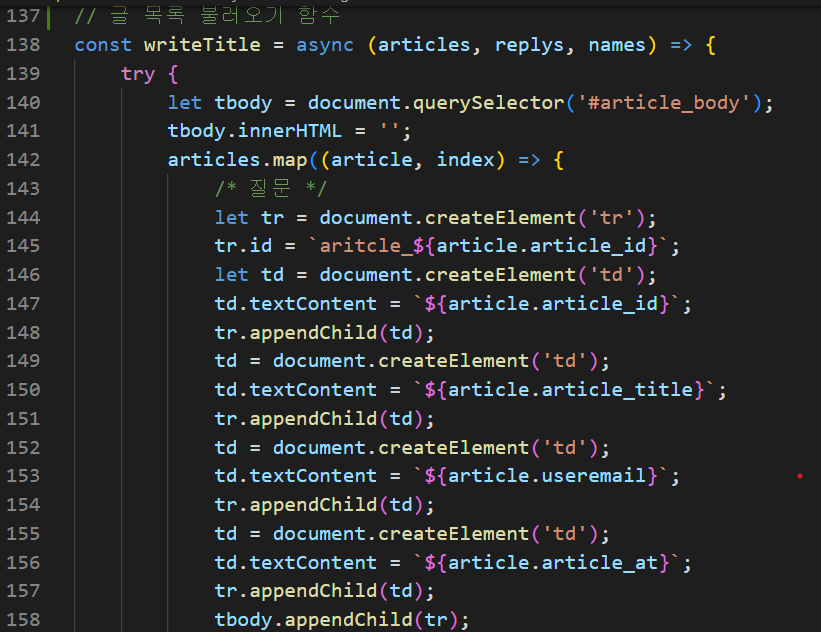 137 // 글 목록 불러오기 함수
138 const writeTitle = async (articles, replys, names) => {
139 try {
140 let tbody = document.querySelector('#article_body');
141 tbody.innerHTML = '';
142 articles.map((article, index) => {
143 /* 질문 */
144 let tr = document.createElement('tr');
145 tr.id = `aritcle_${article.article_id}`;
146 let td = document.createElement('td');
147 td.textContent = `${article.article_id}`;
148 tr.appendChild(td);
149 td = document.createElement('td');
150 td.textContent = `${article.article_title}`;
151 tr.appendChild(td);
152 td = document.createElement('td');
153 td.textContent = `${article.useremail}`;
154 tr.appendChild(td);
155 td = document.createElement('td');
156 td.textContent = `${article.article_at}`;
157 tr.appendChild(td);
158 tbody.appendChild(tr);